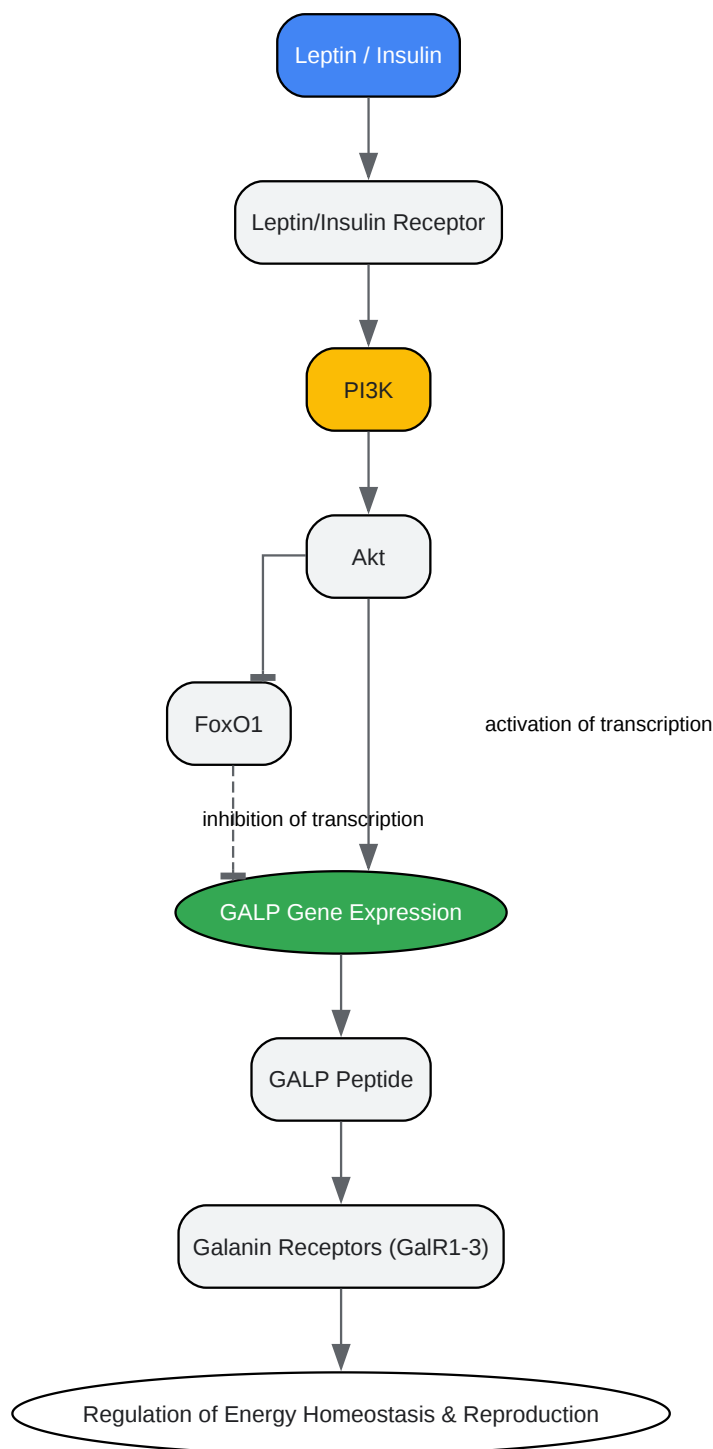 Leptin / Insulin
Leptin/Insulin Receptor
PI3K
Akt
FoxO1
activation of transcription
inhibition of transcription
GALP Gene Expression
GALP Peptide
Galanin Receptors (GalR1-3)
Regulation of Energy Homeostasis & Reproduction